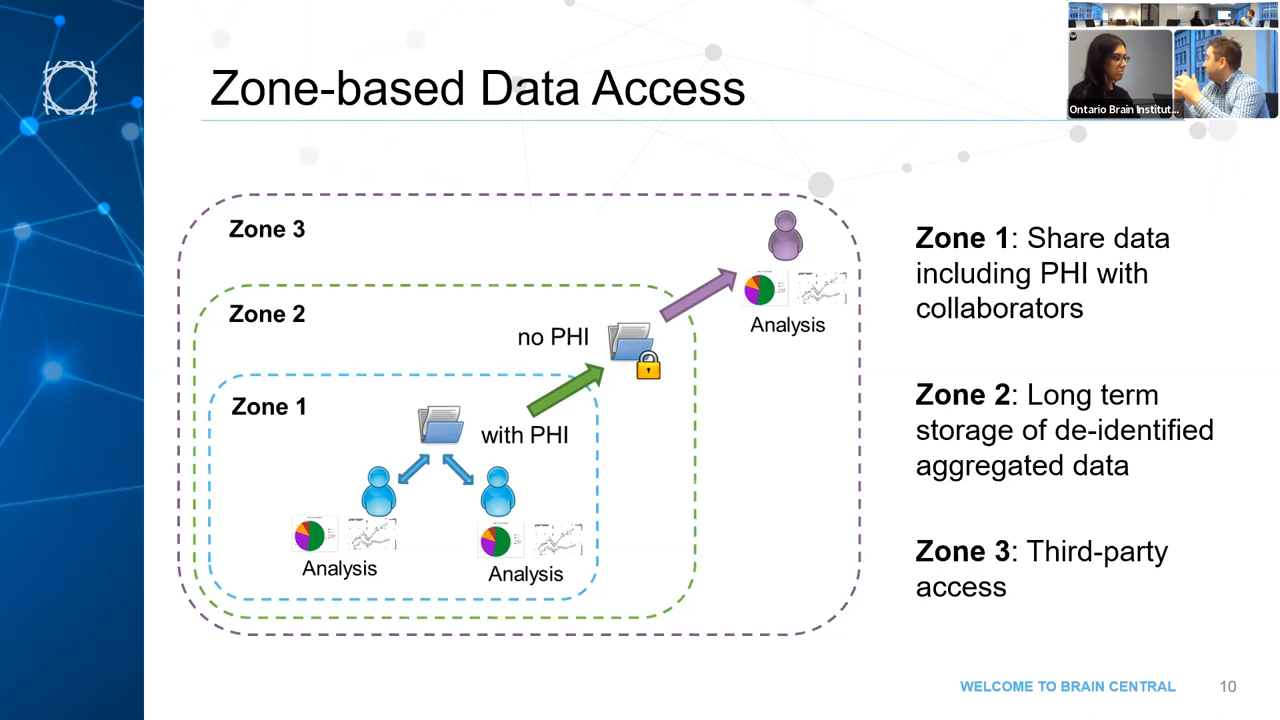 Zone-based Data Access
Ontario Brain Institut...
Zone 3
Zone 2
Zone 1
no PHI
with PHI
Analysis
Analysis
Analysis
Zone 1: Share data
including PHI with
collaborators
Zone 2: Long term
storage of de-identified
aggregated data
Zone 3: Third-party
access
WELCOME TO BRAIN CENTRAL
10